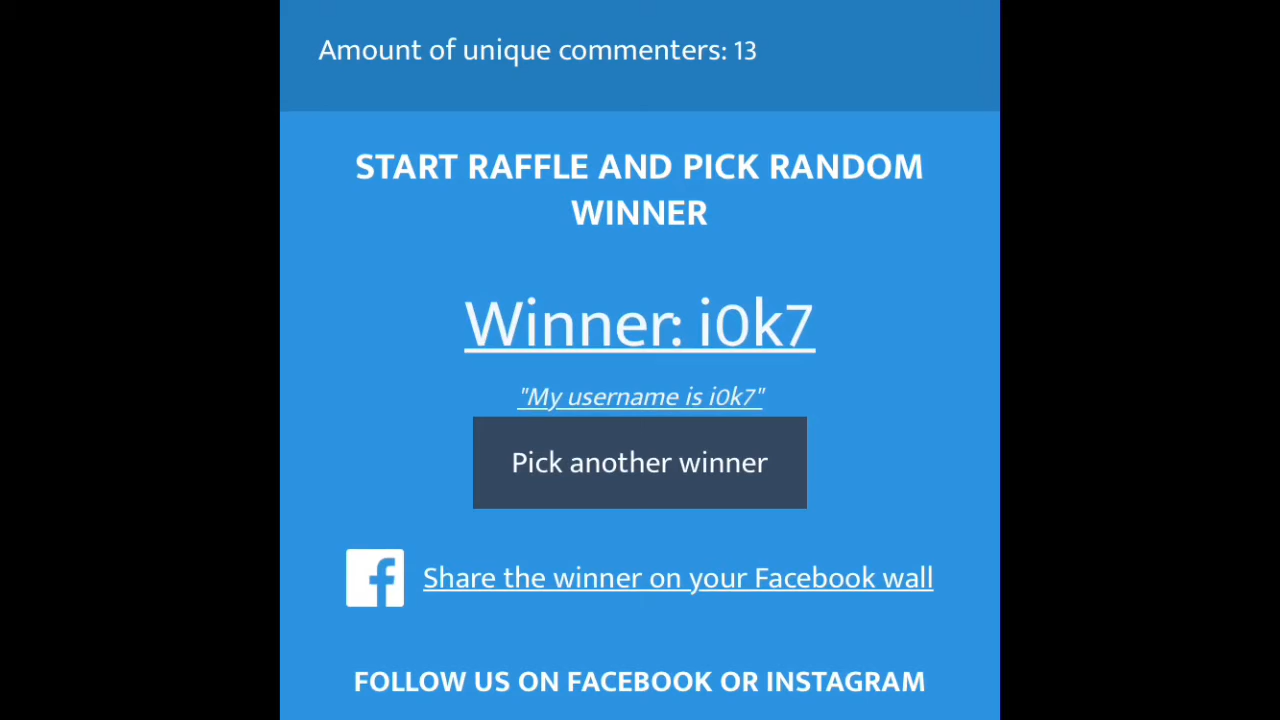 Amount of unique commenters: 13
START RAFFLE AND PICK RANDOM
WINNER
Winner: i0k7
"My username is i0k7"
Pick another winner
Share the winner on your Facebook wall
FOLLOW US ON FACEBOOK OR INSTAGRAM